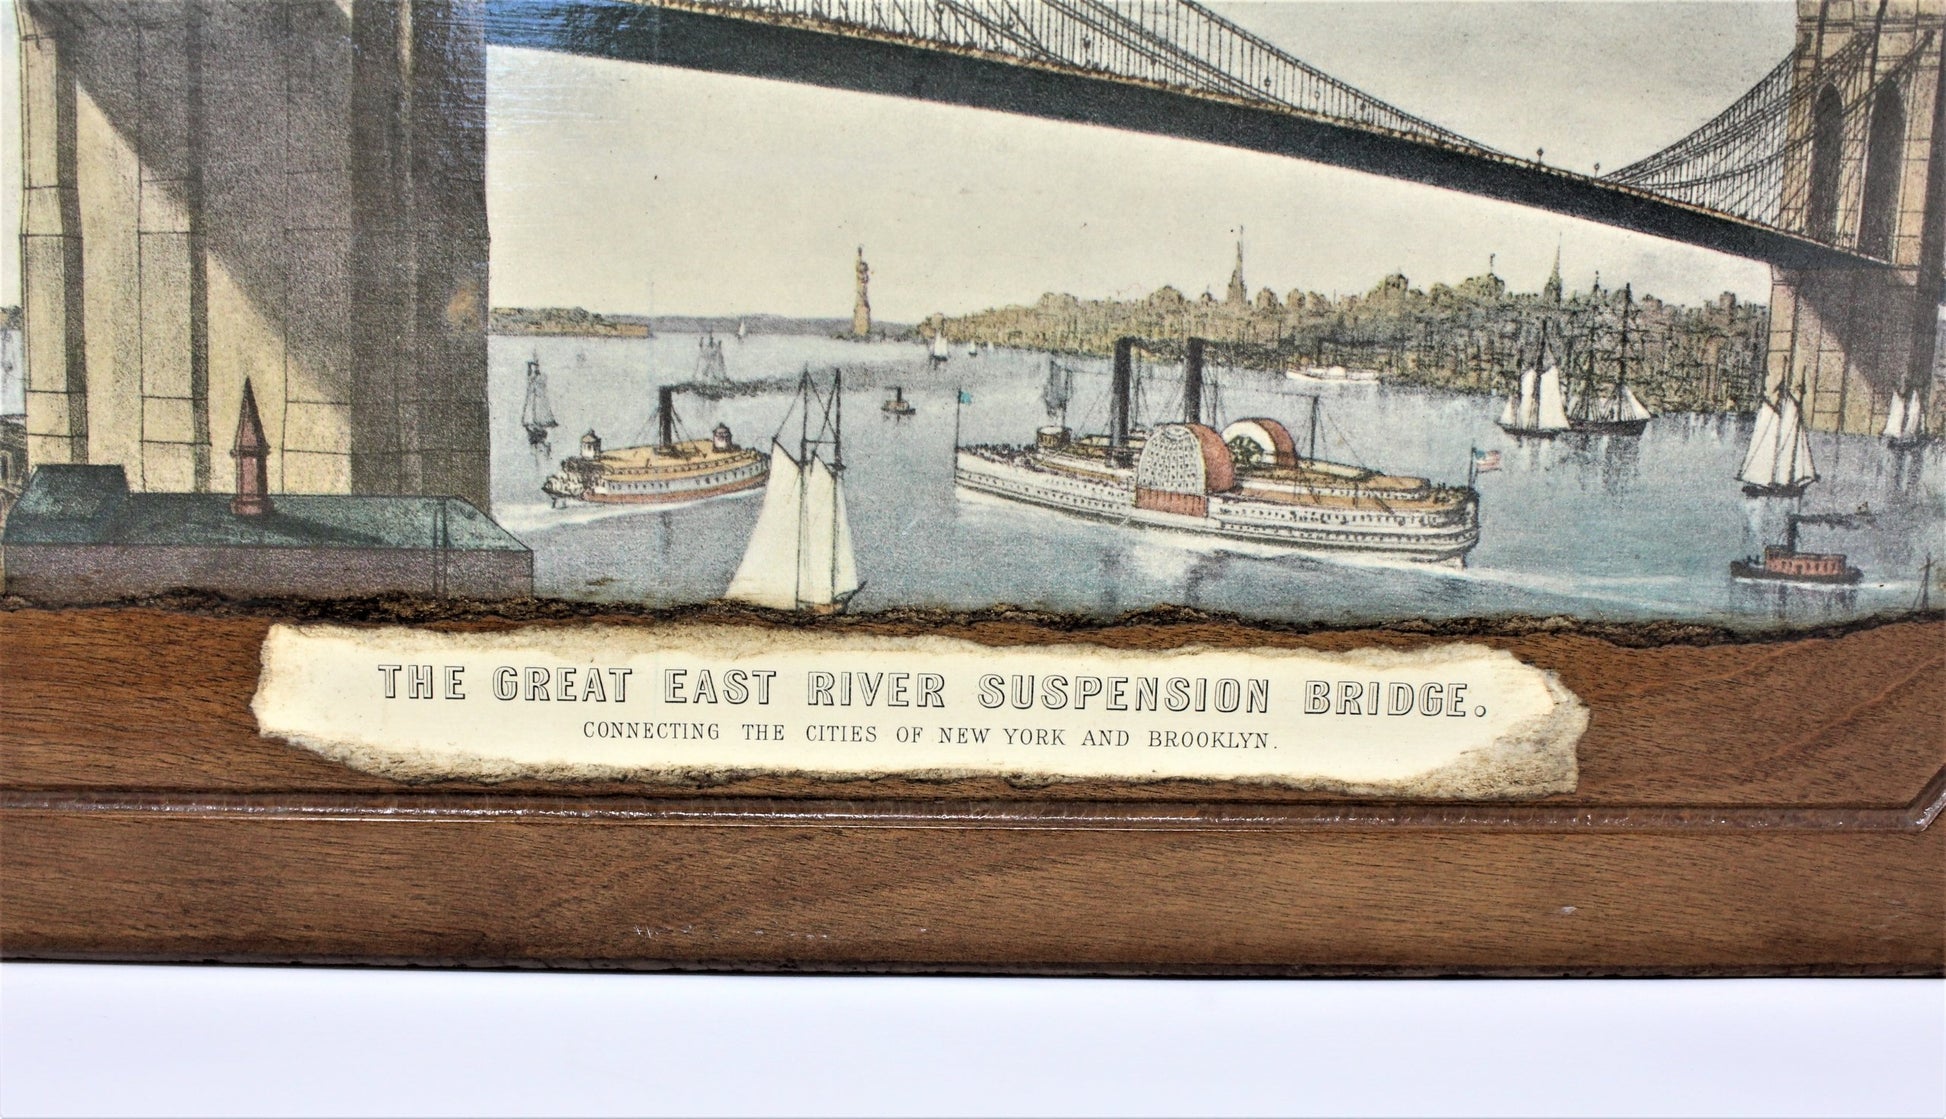 THE GREAT EAST RIVER SUSPENSION BRIDGE.
CONNECTING THE CITIES OF NEW YORK AND BROOKLYN.